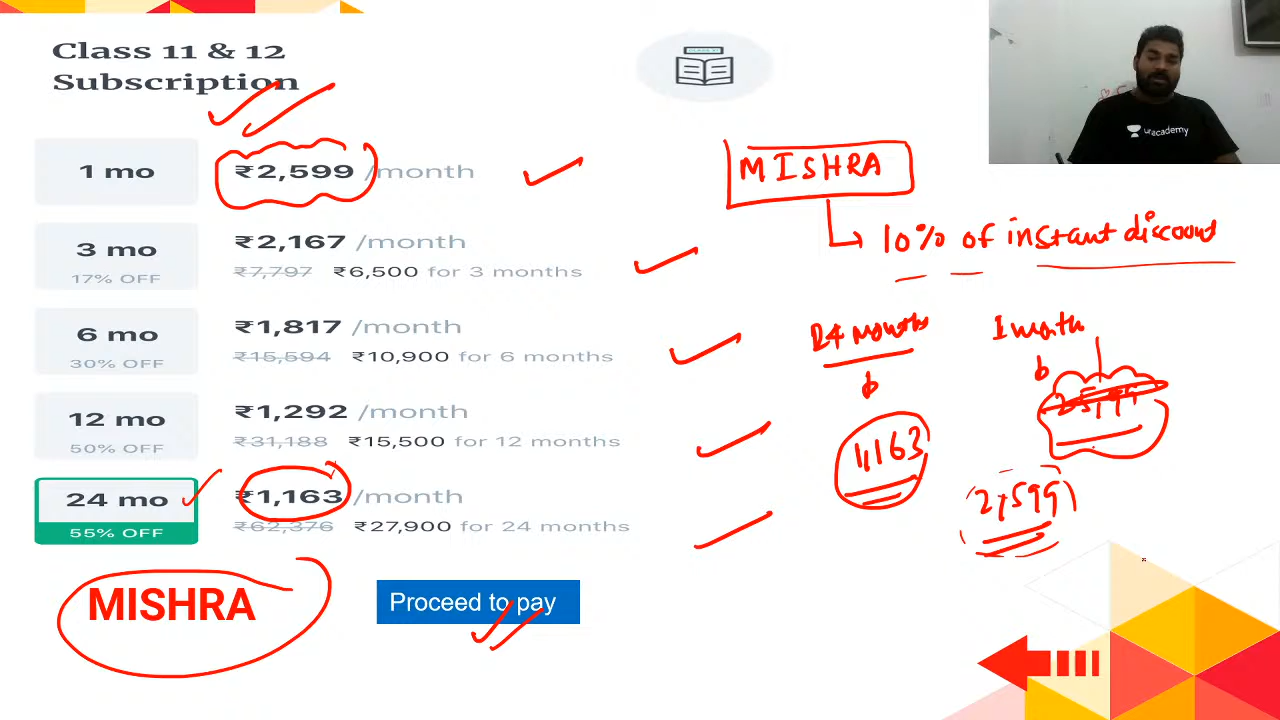 Class 11 & 12
Subscription
1 mo
₹2,599 /month
3 mo
17% OFF
₹2,167 /month
₹7,797 ₹6,500 for 3 months
6 mo
30% OFF
₹1,817 /month
₹15,594 ₹10,900 for 6 months
12 mo
50% OFF
₹1,292 /month
₹31,188 ₹15,500 for 12 months
24 mo
55% OFF
₹1,163 /month
₹62,376 ₹27,900 for 24 months
MISHRA
Proceed to pay
unacademy
MISHRA
10% of instant discount
24 months
1163
1 month
2,599